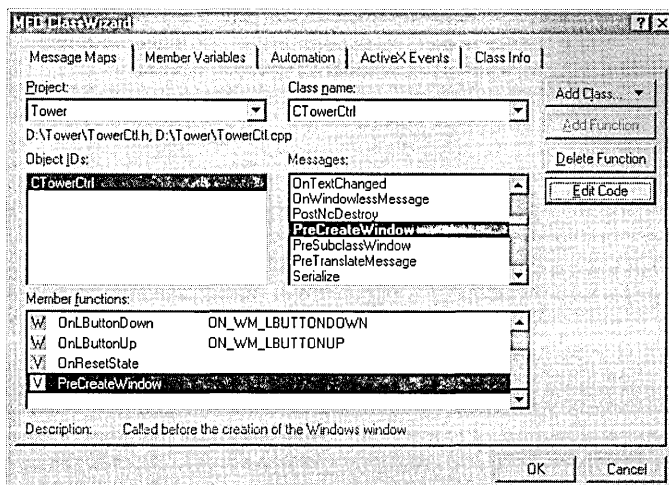 MFC ClassWizard
Message Maps Member Variables Automation ActiveX Events Class Info
Project: Class name:
Tower CTowerCtrl
Add Class...
D:\Tower\TowerCtl.h, D:\Tower\TowerCtl.cpp
Add Function
Object IDs: Messages:
Delete Function
CTowerCtrl
OnTextChanged
OnWindowlessMessage
Edit Code
PostNcDestroy
PreCreateWindow
PreSubclassWindow
PreTranslateMessage
Serialize
Member functions:
W OnLButtonDown ON_WM_LBUTTONDOWN
W OnLButtonUp ON_WM_LBUTTONUP
V OnResetState
V PreCreateWindow
Description: Called before the creation of the Windows window
OK Cancel